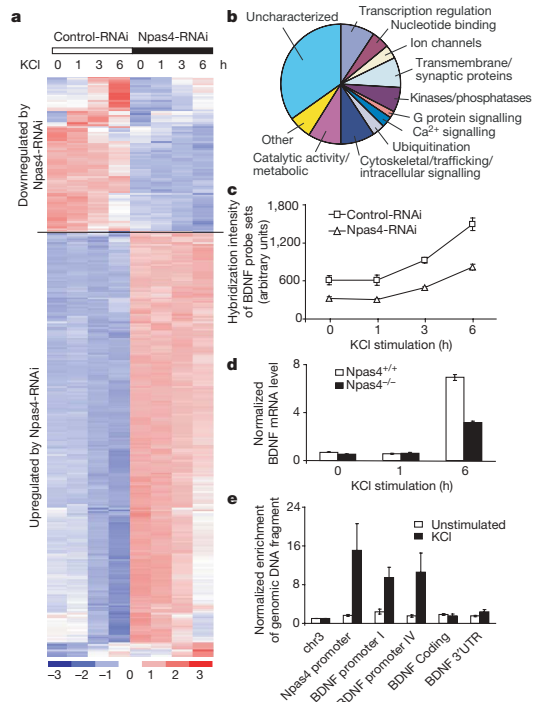 a
Control-RNAi Npas4-RNAi
KCl 0 1 3 6 0 1 3 6 h
Downregulated by
Npas4-RNAi
Upregulated by Npas4-RNAi
−3 −2 −1 0 1 2 3
b
Uncharacterized
Transcription regulation
Nucleotide binding
Ion channels
Transmembrane/
synaptic proteins
Kinases/phosphatases
G protein signalling
Ca2+ signalling
Ubiquitination
Cytoskeletal/trafficking/
intracellular signalling
Catalytic activity/
metabolic
Other
c
Hybridization intensity
of BDNF probe sets
(arbitrary units)
1,800
1,200
600
0
Control-RNAi
Npas4-RNAi
0 1 3 6
KCl stimulation (h)
d
Normalized
BDNF mRNA level
8
4
0
Npas4+/+
Npas4−/−
0 1 6
KCl stimulation (h)
e
Normalized enrichment
of genomic DNA fragment
24
16
8
0
Unstimulated
KCl
chr3
Npas4 promoter
BDNF promoter I
BDNF promoter IV
BDNF Coding
BDNF 3′UTR